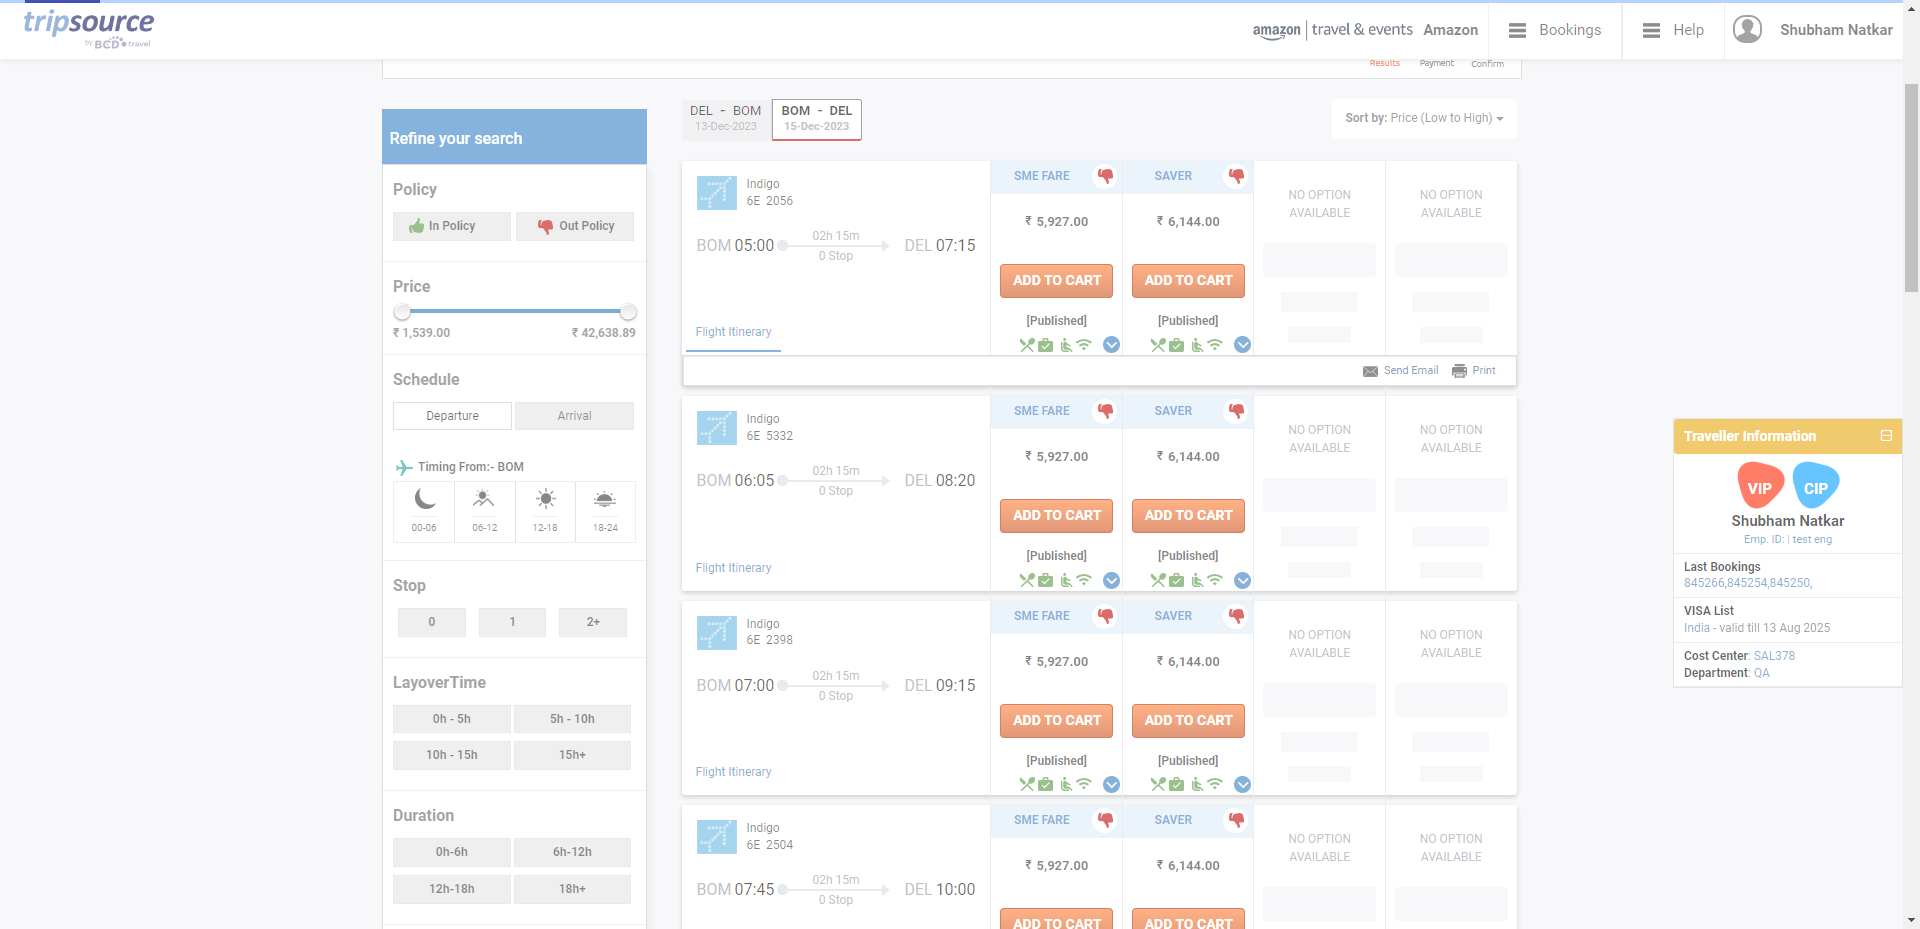 tripsource
by BCD travel
amazon | travel & events Amazon
Bookings
Help
Shubham Natkar
Results
Payment
Confirm
Refine your search
Policy
In Policy
Out Policy
Price
₹ 1,539.00
₹ 42,638.89
Schedule
Departure
Arrival
Timing From:- BOM
00-06
06-12
12-18
18-24
Stop
0
1
2+
LayoverTime
0h - 5h
5h - 10h
10h - 15h
15h+
Duration
0h-6h
6h-12h
12h-18h
18h+
DEL - BOM
13-Dec-2023
BOM - DEL
15-Dec-2023
Sort by: Price (Low to High)
Indigo
6E 2056
BOM 05:00
02h 15m
0 Stop
DEL 07:15
Flight Itinerary
SME FARE
₹ 5,927.00
ADD TO CART
[Published]
SAVER
₹ 6,144.00
ADD TO CART
[Published]
NO OPTION
AVAILABLE
NO OPTION
AVAILABLE
Send Email
Print
Indigo
6E 5332
BOM 06:05
02h 15m
0 Stop
DEL 08:20
Flight Itinerary
SME FARE
₹ 5,927.00
ADD TO CART
[Published]
SAVER
₹ 6,144.00
ADD TO CART
[Published]
NO OPTION
AVAILABLE
NO OPTION
AVAILABLE
Indigo
6E 2398
BOM 07:00
02h 15m
0 Stop
DEL 09:15
Flight Itinerary
SME FARE
₹ 5,927.00
ADD TO CART
[Published]
SAVER
₹ 6,144.00
ADD TO CART
[Published]
NO OPTION
AVAILABLE
NO OPTION
AVAILABLE
Indigo
6E 2504
BOM 07:45
02h 15m
0 Stop
DEL 10:00
SME FARE
₹ 5,927.00
ADD TO CART
SAVER
₹ 6,144.00
ADD TO CART
NO OPTION
AVAILABLE
NO OPTION
AVAILABLE
Traveller Information
VIP
CIP
Shubham Natkar
Emp. ID: | test eng
Last Bookings
845266,845254,845250,
VISA List
India - valid till 13 Aug 2025
Cost Center: SAL378
Department: QA